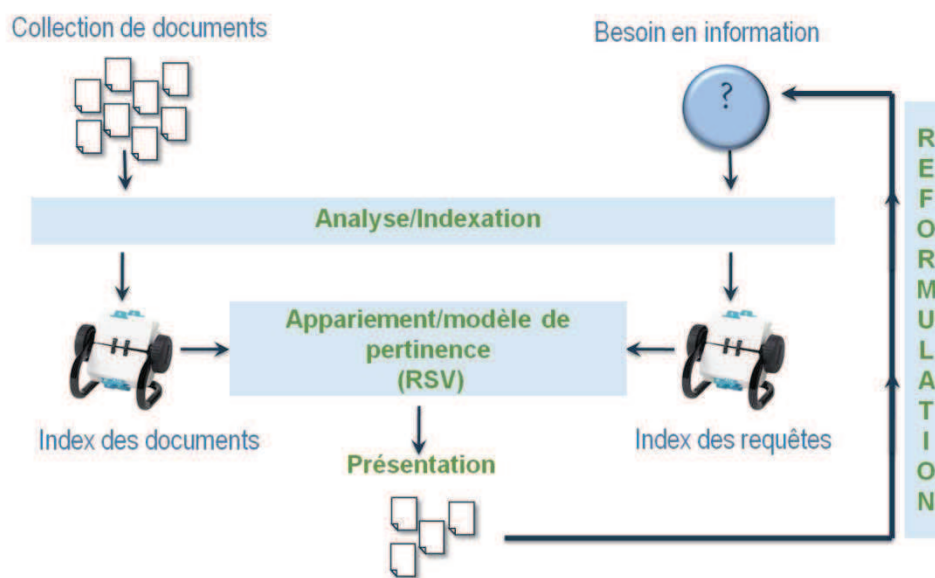 Collection de documents
Besoin en information
?
Analyse/Indexation
Appariement/modèle de
pertinence
(RSV)
Index des documents
Index des requêtes
Présentation
REFORMULATION